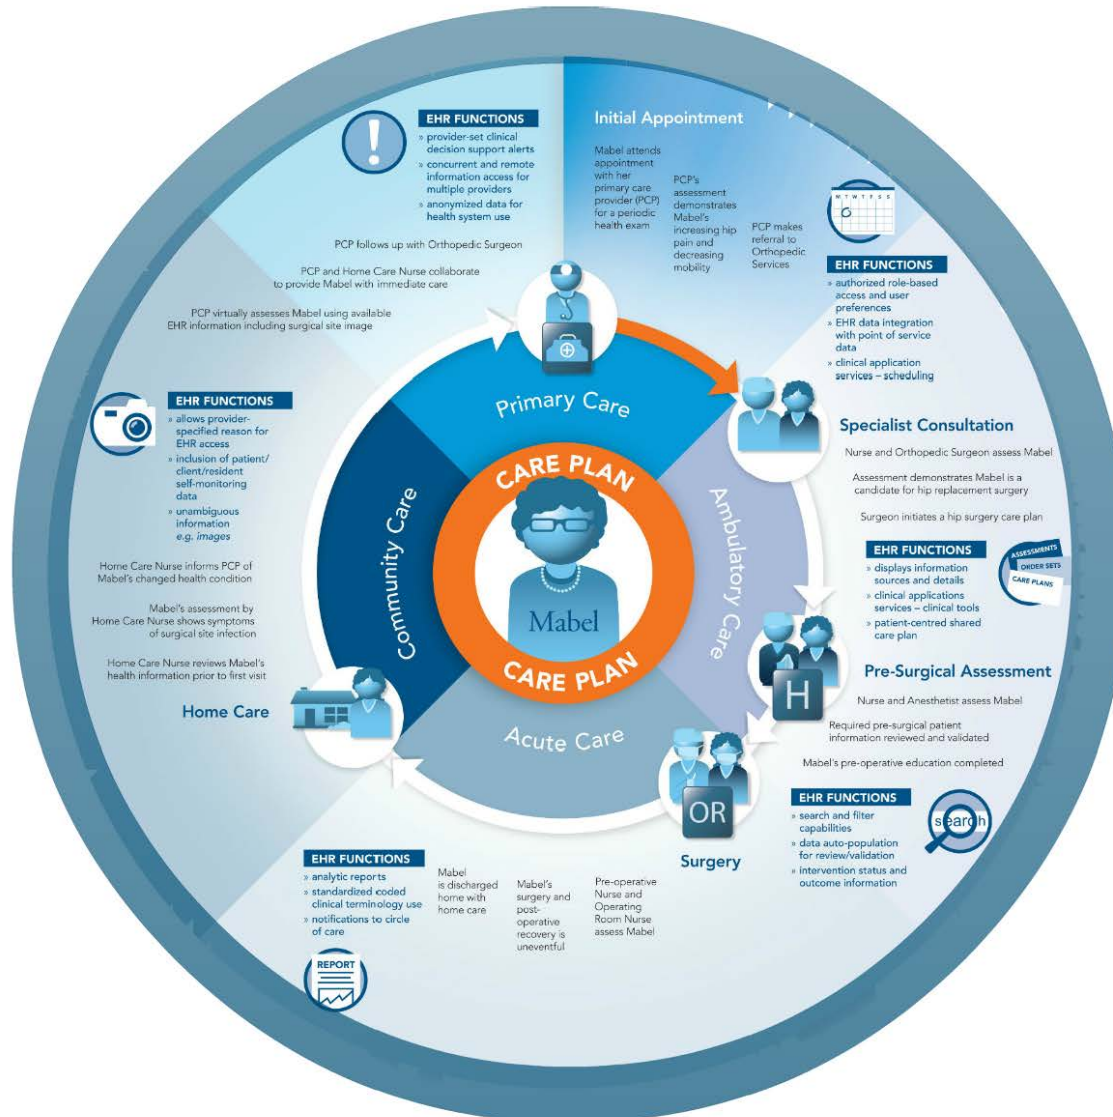 Initial Appointment
Mabel attends
appointment
with her
primary care
provider (PCP)
for a periodic
health exam
PCP's
assessment
demonstrates
Mabel's
increasing hip
pain and
decreasing
mobility
PCP makes
referral to
Orthopedic
Services
M T W T F S S
EHR FUNCTIONS
» authorized role-based
access and user
preferences
» EHR data integration
with point of service
data
» clinical application
services – scheduling
Specialist Consultation
Nurse and Orthopedic Surgeon assess Mabel
Assessment demonstrates Mabel is a
candidate for hip replacement surgery
Surgeon initiates a hip surgery care plan
EHR FUNCTIONS
» displays information
sources and details
» clinical applications
services – clinical tools
» patient-centred shared
care plan
ASSESSMENTS
ORDER SETS
CARE PLANS
Pre-Surgical Assessment
Nurse and Anesthetist assess Mabel
Required pre-surgical patient
information reviewed and validated
Mabel's pre-operative education completed
EHR FUNCTIONS
» search and filter
capabilities
» data auto-population
for review/validation
» intervention status and
outcome information
search
Surgery
Pre-operative
Nurse and
Operating
Room Nurse
assess Mabel
Mabel's
surgery and
post-
operative
recovery is
uneventful
Mabel
is discharged
home with
home care
EHR FUNCTIONS
» analytic reports
» standardized coded
clinical terminology use
» notifications to circle
of care
REPORT
Home Care
Home Care Nurse reviews Mabel's
health information prior to first visit
Mabel's assessment by
Home Care Nurse shows symptoms
of surgical site infection
Home Care Nurse informs PCP of
Mabel's changed health condition
EHR FUNCTIONS
» allows provider-
specified reason for
EHR access
» inclusion of patient/
client/resident
self-monitoring
data
» unambiguous
information
e.g. images
PCP virtually assesses Mabel using available
EHR information including surgical site image
PCP and Home Care Nurse collaborate
to provide Mabel with immediate care
PCP follows up with Orthopedic Surgeon
EHR FUNCTIONS
» provider-set clinical
decision support alerts
» concurrent and remote
information access for
multiple providers
» anonymized data for
health system use
!
Primary Care
Ambulatory Care
Acute Care
Community Care
CARE PLAN
Mabel
CARE PLAN
H
OR